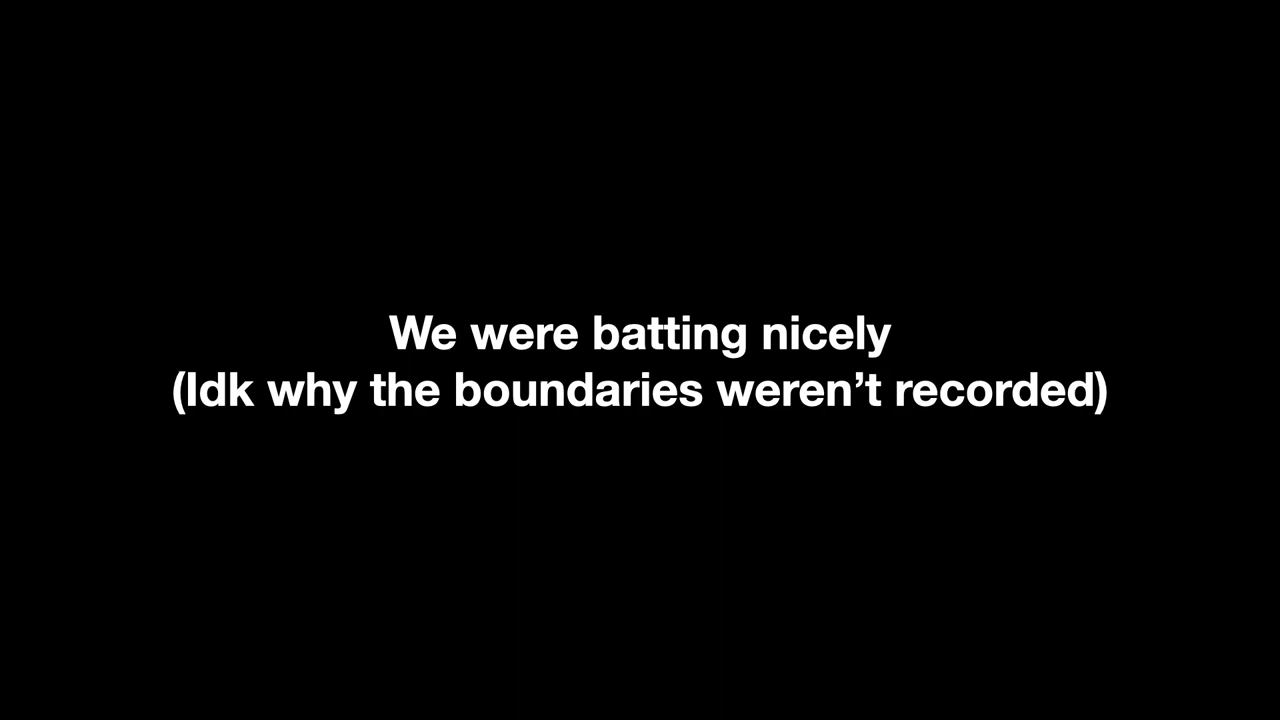 We were batting nicely
(Idk why the boundaries weren’t recorded)